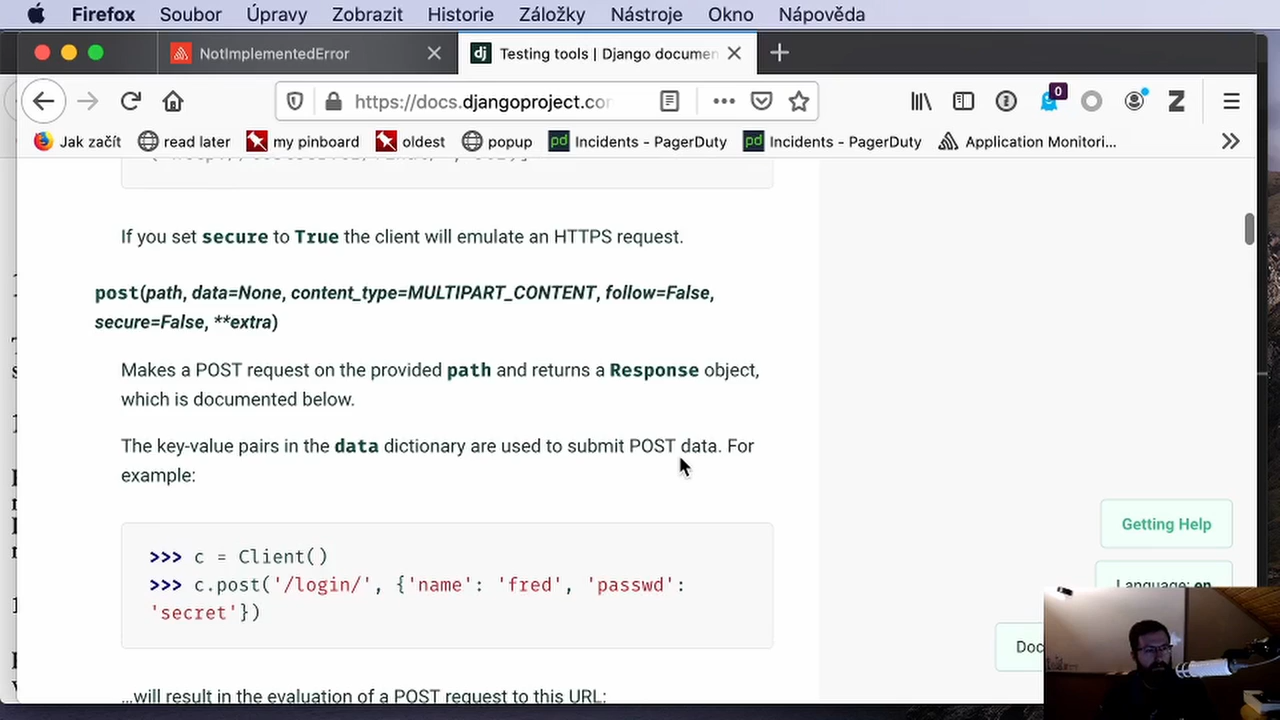 Firefox Soubor Úpravy Zobrazit Historie Záložky Nástroje Okno Nápověda
NotImplementedError
Testing tools | Django documen
https://docs.djangoproject.co
0
Jak začít read later my pinboard oldest popup Incidents - PagerDuty Incidents - PagerDuty Application Monitori...
If you set secure to True the client will emulate an HTTPS request.
post(path, data=None, content_type=MULTIPART_CONTENT, follow=False,
secure=False, **extra)
Makes a POST request on the provided path and returns a Response object,
which is documented below.
The key-value pairs in the data dictionary are used to submit POST data. For
example:
>>> c = Client()
>>> c.post('/login/', {'name': 'fred', 'passwd':
'secret'})
...will result in the evaluation of a POST request to this URL:
Getting Help
Language: en
Doc